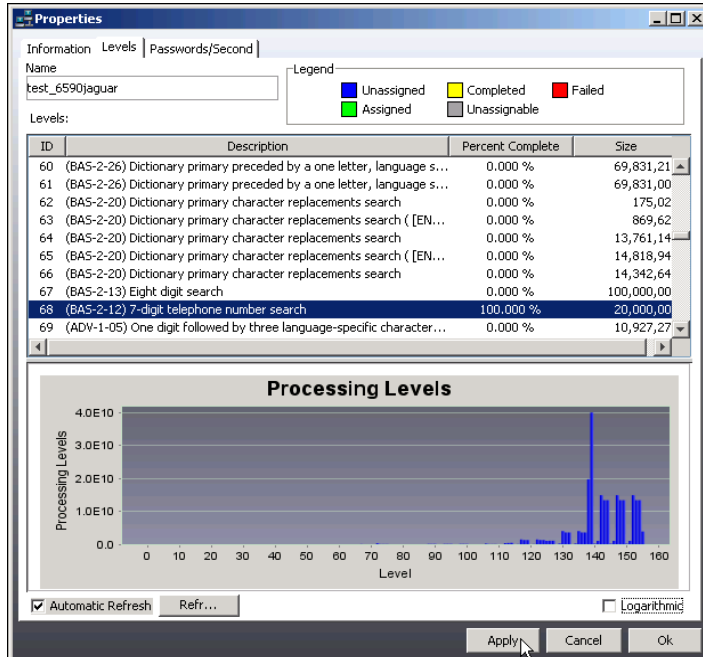 Properties
Information Levels Passwords/Second
Name
test_6590jaguar
Legend
Unassigned Completed Failed
Assigned Unassignable
Levels:
ID Description Percent Complete Size
60 (BAS-2-26) Dictionary primary preceded by a one letter, language s... 0.000 % 69,831,21
61 (BAS-2-26) Dictionary primary preceded by a one letter, language s... 0.000 % 69,831,00
62 (BAS-2-20) Dictionary primary character replacements search 0.000 % 175,02
63 (BAS-2-20) Dictionary primary character replacements search ( [EN... 0.000 % 869,62
64 (BAS-2-20) Dictionary primary character replacements search 0.000 % 13,761,14
65 (BAS-2-20) Dictionary primary character replacements search ( [EN... 0.000 % 14,818,94
66 (BAS-2-20) Dictionary primary character replacements search 0.000 % 14,342,64
67 (BAS-2-13) Eight digit search 0.000 % 100,000,00
68 (BAS-2-12) 7-digit telephone number search 100.000 % 20,000,00
69 (ADV-1-05) One digit followed by three language-specific character... 0.000 % 10,927,27
Processing Levels
Processing Levels
4.0E10
3.0E10
2.0E10
1.0E10
0.0
0 10 20 30 40 50 60 70 80 90 100 110 120 130 140 150 160
Level
Automatic Refresh Refr... Logarithmic
Apply Cancel Ok